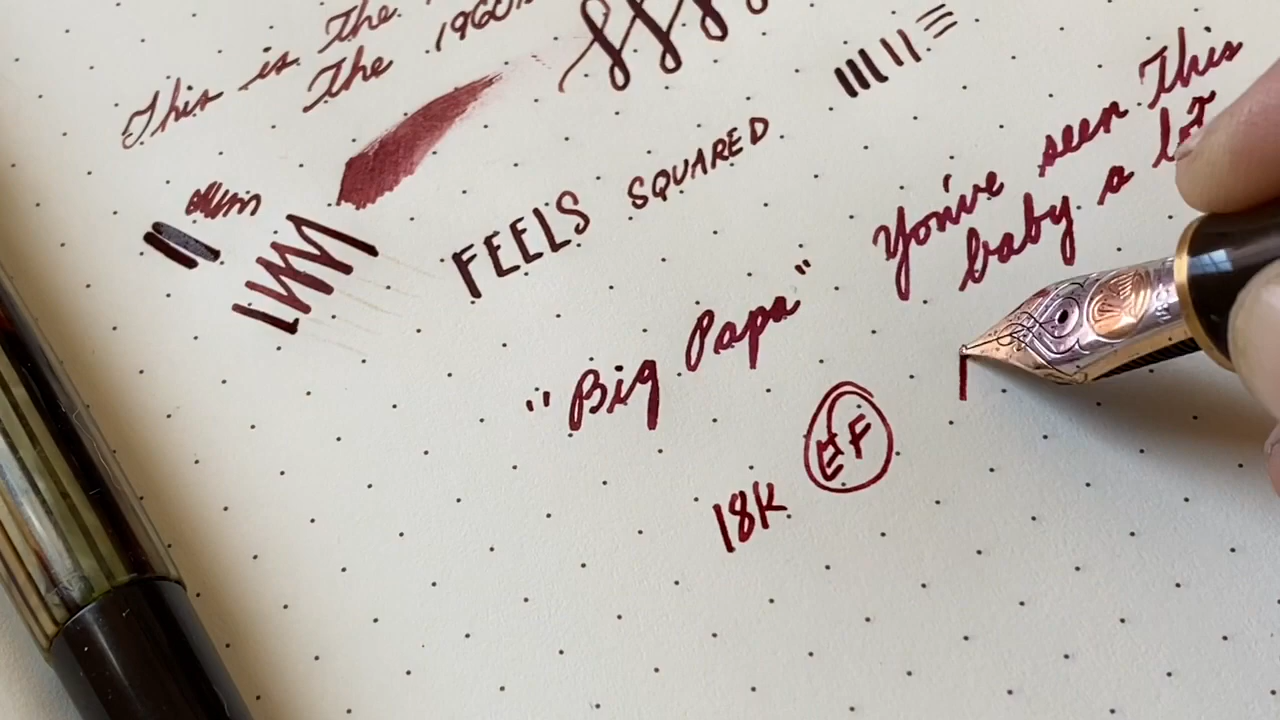 This is the
The 1960
FEELS SQUARED
You've seen This
baby a lot
"Big Papa"
18K EF